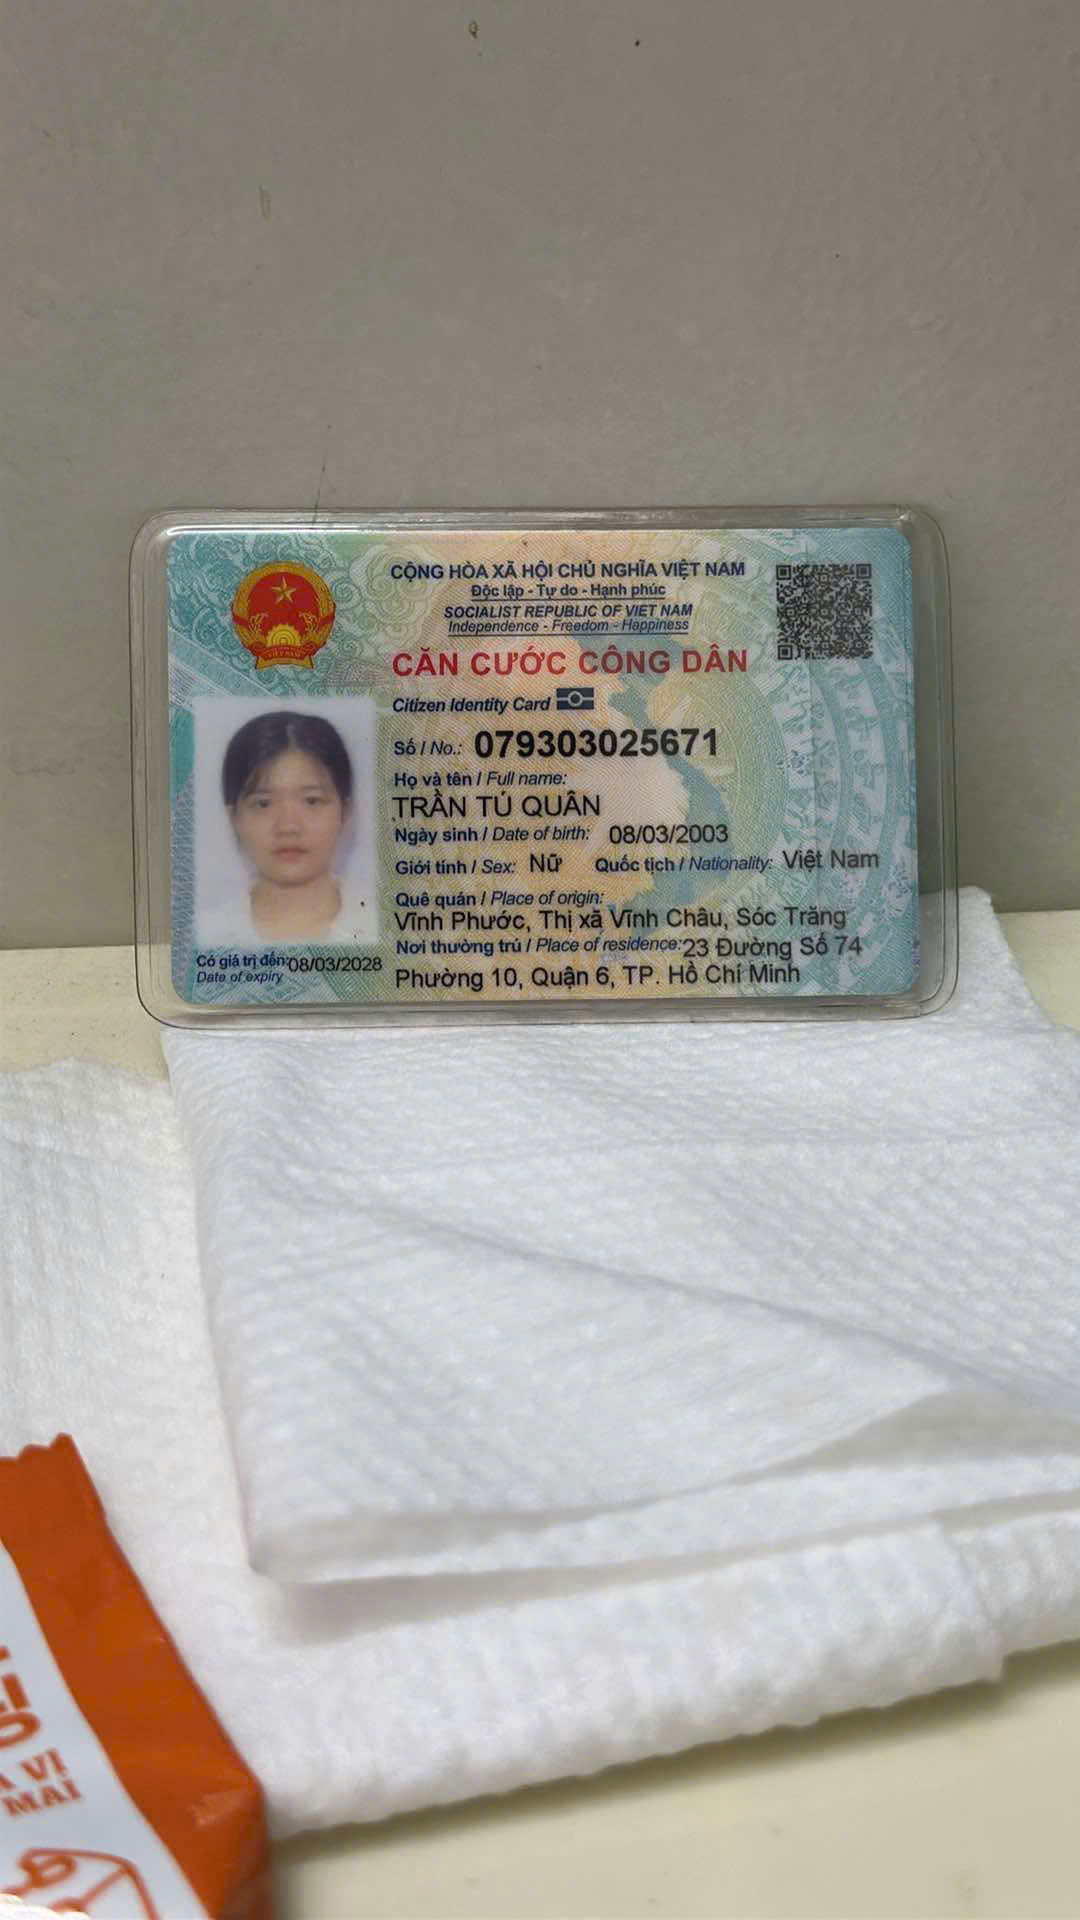 CỘNG HÒA XÃ HỘI CHỦ NGHĨA VIỆT NAM
Độc lập - Tự do - Hạnh phúc
SOCIALIST REPUBLIC OF VIET NAM
Independence - Freedom - Happiness
CĂN CƯỚC CÔNG DÂN
Citizen Identity Card
Số / No.: 079303025671
Họ và tên / Full name:
TRẦN TÚ QUÂN
Ngày sinh / Date of birth: 08/03/2003
Giới tính / Sex: Nữ Quốc tịch / Nationality: Việt Nam
Quê quán / Place of origin:
Vĩnh Phước, Thị xã Vĩnh Châu, Sóc Trăng
Nơi thường trú / Place of residence: 23 Đường Số 74
Phường 10, Quận 6, TP. Hồ Chí Minh
Có giá trị đến: 08/03/2028
Date of expiry
VỊ
MAI